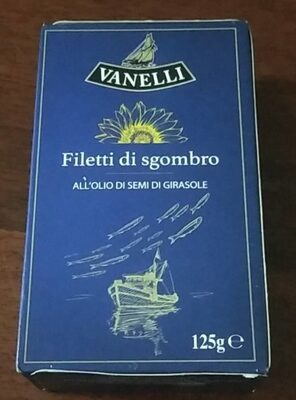 VANELLI
Filetti di sgombro
ALL'OLIO DI SEMI DI GIRASOLE
125g ℮